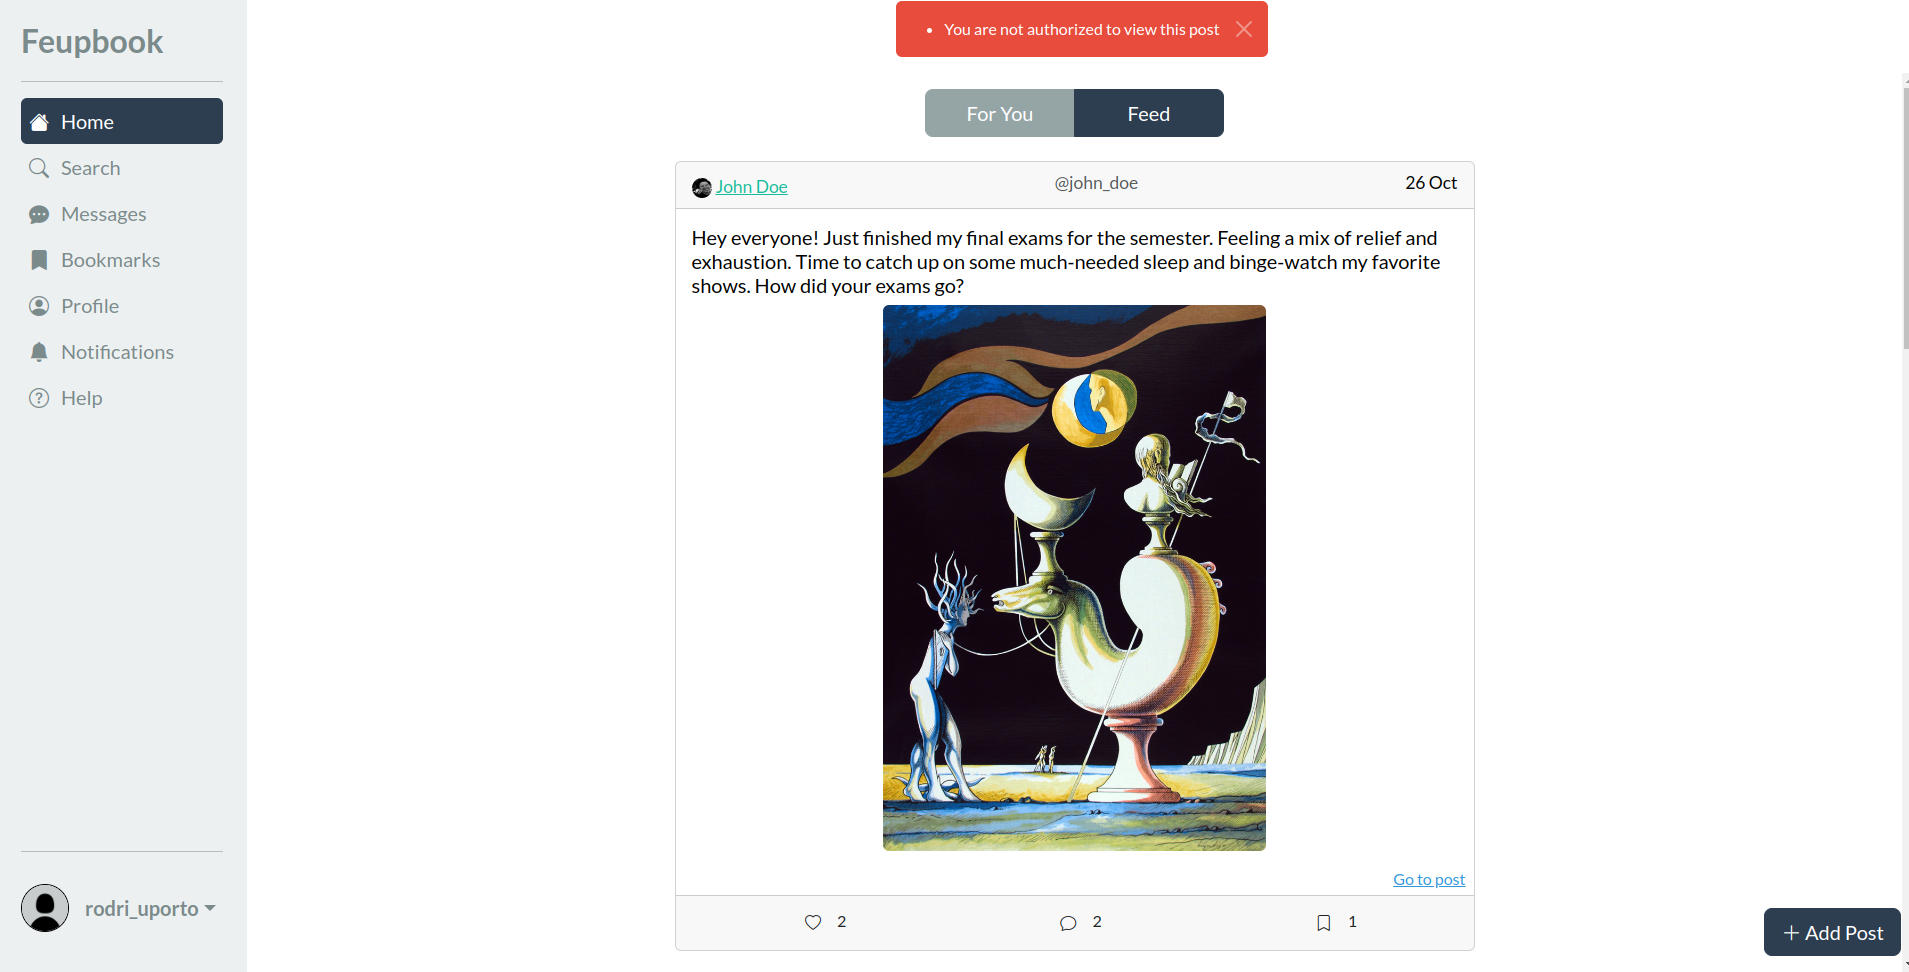 Feupbook
Home
Search
Messages
Bookmarks
Profile
Notifications
Help
rodri_uporto
You are not authorized to view this post
For You
Feed
John Doe
@john_doe
26 Oct
Hey everyone! Just finished my final exams for the semester. Feeling a mix of relief and
exhaustion. Time to catch up on some much-needed sleep and binge-watch my favorite
shows. How did your exams go?
Go to post
2
2
1
Add Post